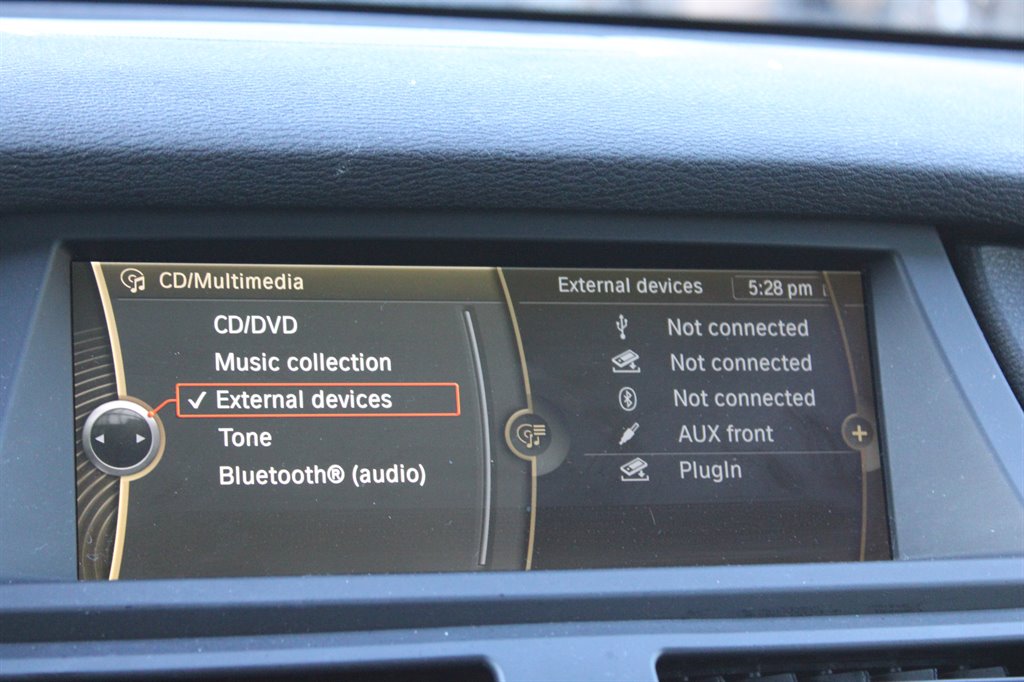 CD/Multimedia
CD/DVD
Music collection
External devices
Tone
Bluetooth® (audio)
External devices 5:28 pm
Not connected
Not connected
Not connected
AUX front
PlugIn